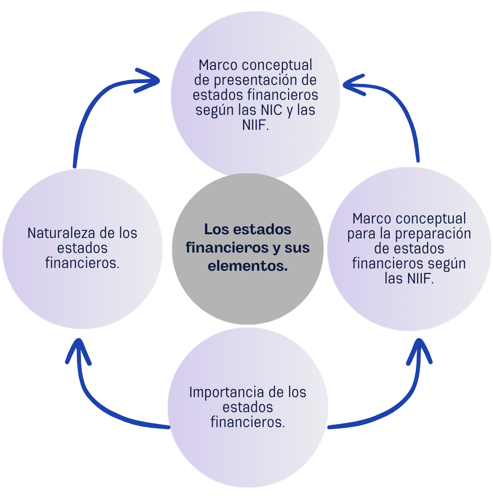 Marco conceptual
de presentación de
estados financieros
según las NIC y las
NIIF.
Naturaleza de los
estados
financieros.
Los estados
financieros y sus
elementos.
Marco conceptual
para la preparación
de estados
financieros según
las NIIF.
Importancia de los
estados
financieros.